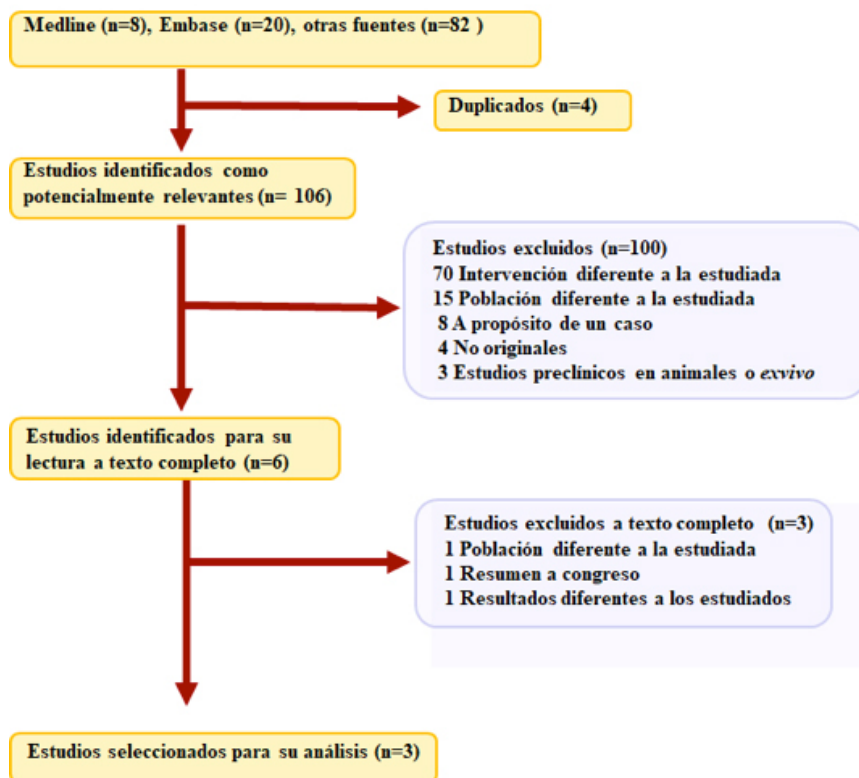 Medline (n=8), Embase (n=20), otras fuentes (n=82 )
Duplicados (n=4)
Estudios identificados como
potencialmente relevantes (n= 106)
Estudios excluidos (n=100)
70 Intervención diferente a la estudiada
15 Población diferente a la estudiada
8 A propósito de un caso
4 No originales
3 Estudios preclínicos en animales o exvivo
Estudios identificados para su
lectura a texto completo (n=6)
Estudios excluidos a texto completo (n=3)
1 Población diferente a la estudiada
1 Resumen a congreso
1 Resultados diferentes a los estudiados
Estudios seleccionados para su análisis (n=3)